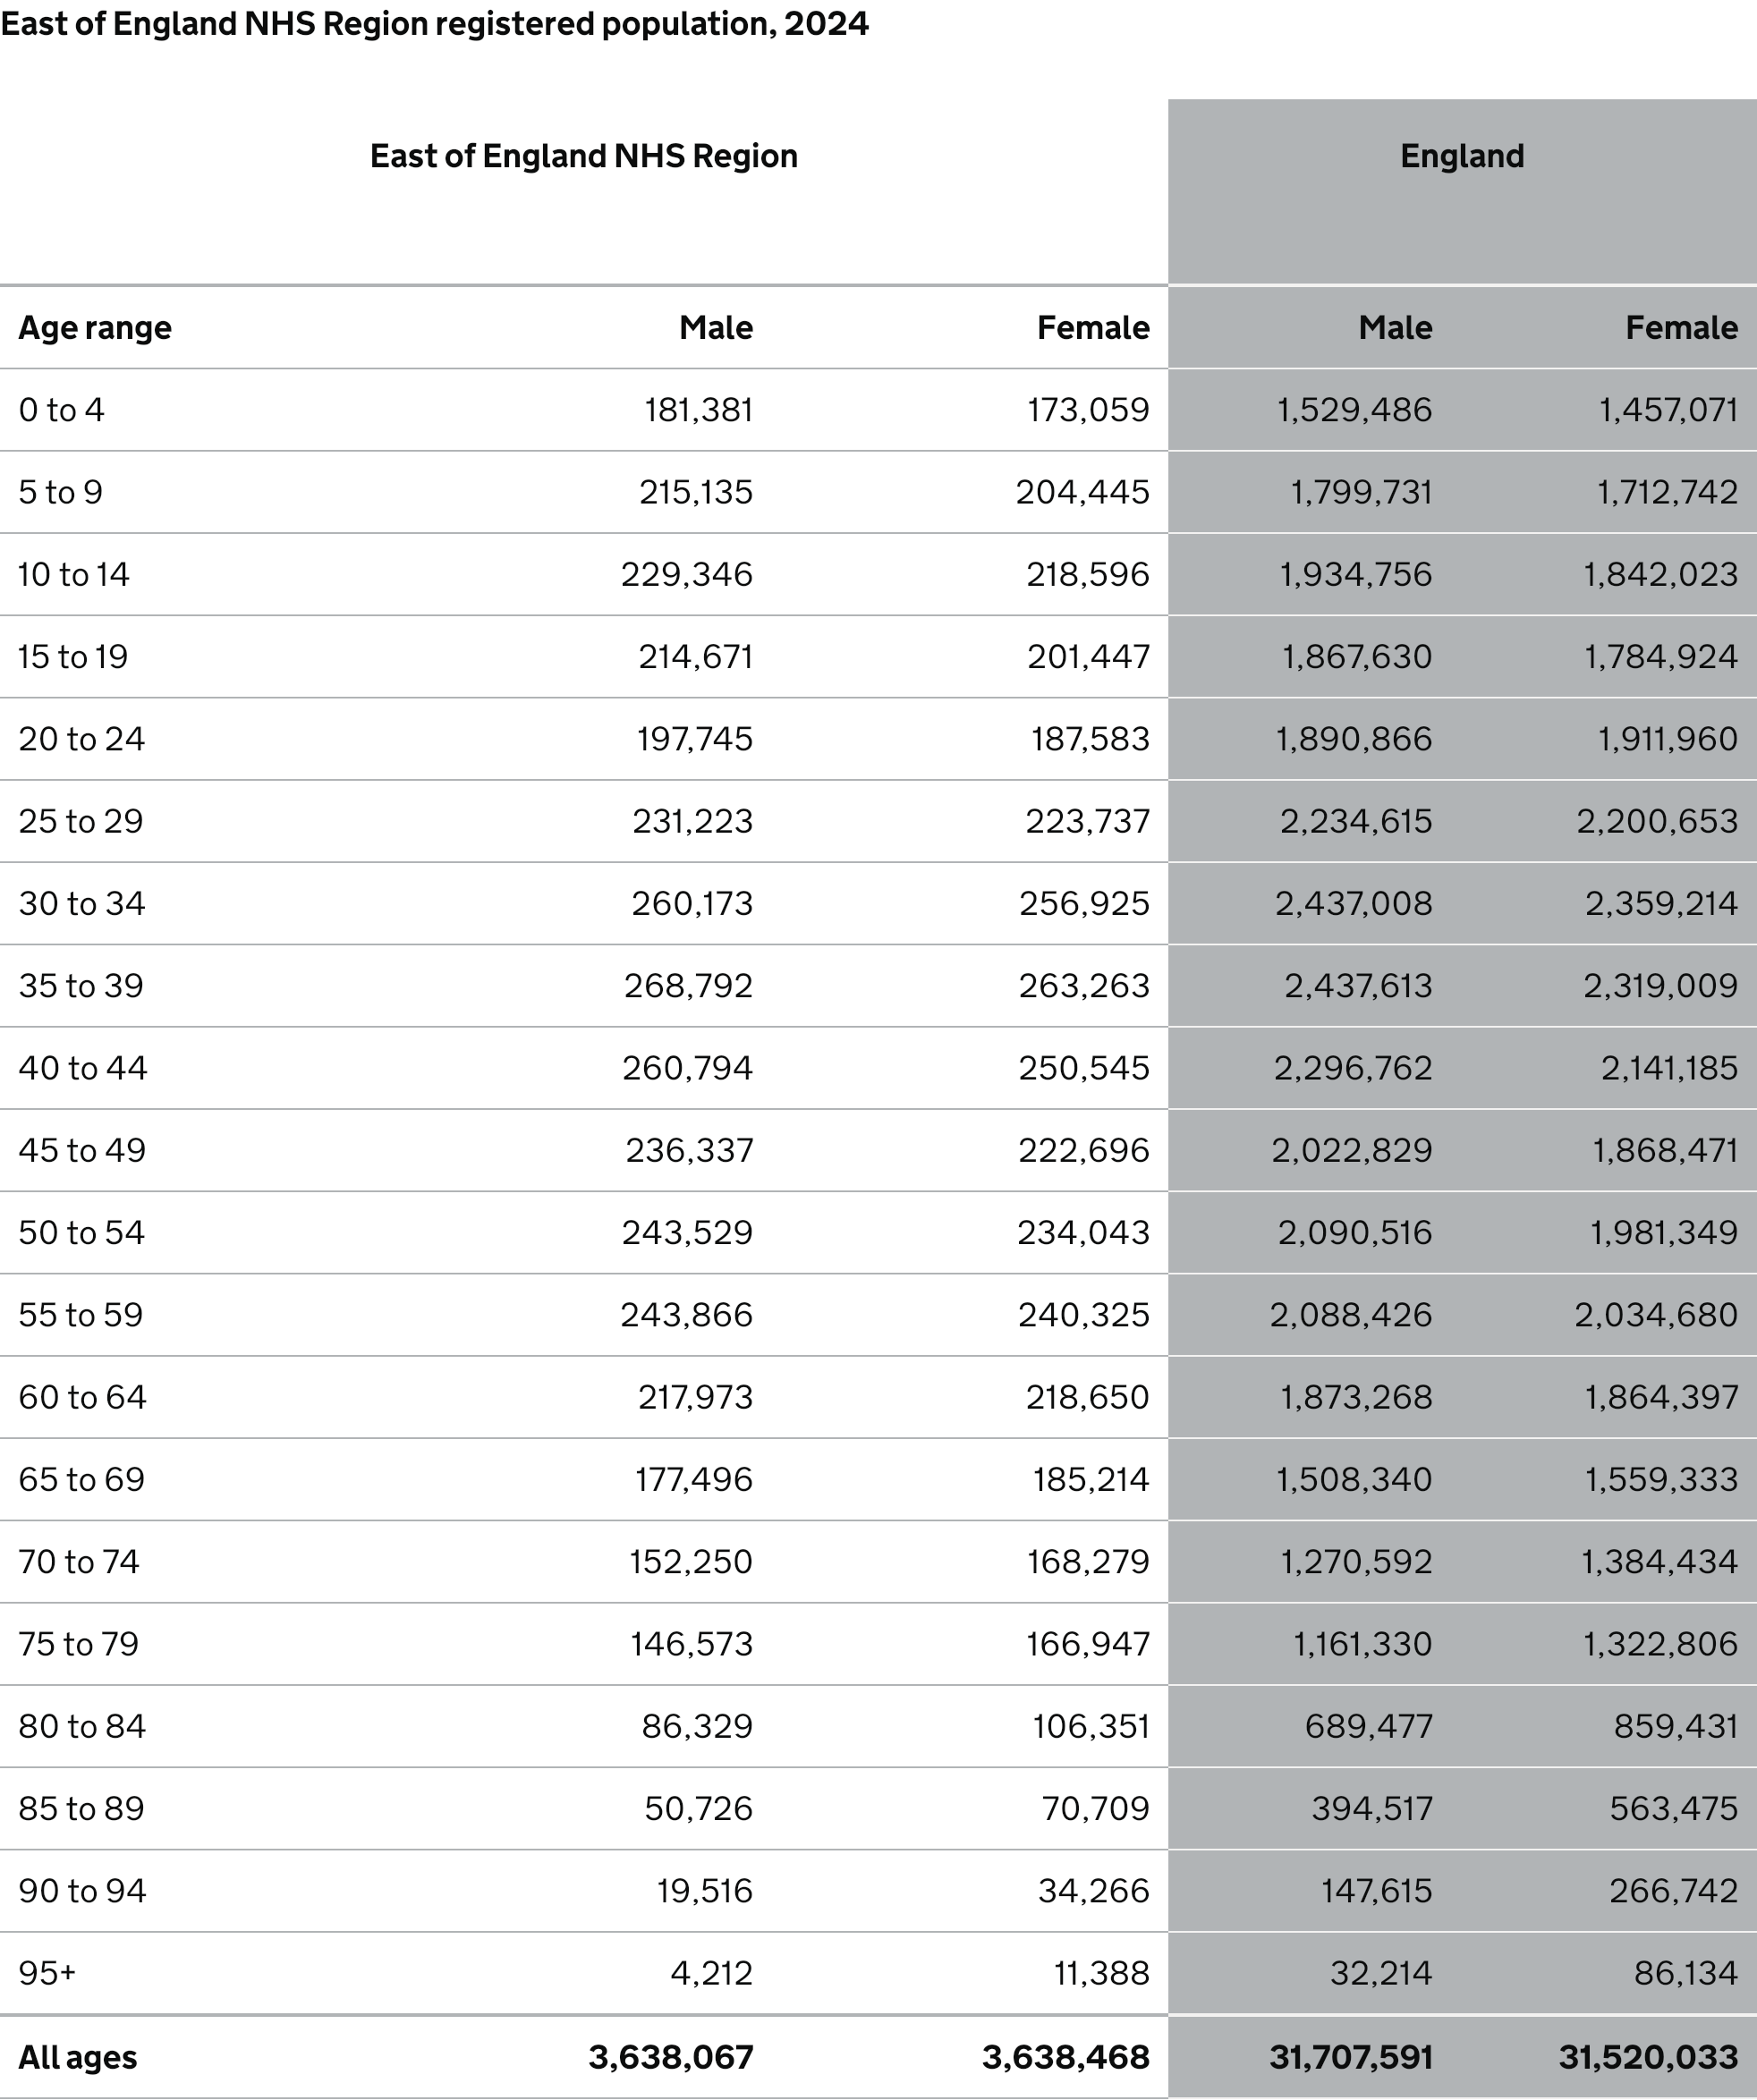 East of England NHS Region registered population, 2024
East of England NHS Region England
Age range Male Female Male Female
0 to 4 181,381 173,059 1,529,486 1,457,071
5 to 9 215,135 204,445 1,799,731 1,712,742
10 to 14 229,346 218,596 1,934,756 1,842,023
15 to 19 214,671 201,447 1,867,630 1,784,924
20 to 24 197,745 187,583 1,890,866 1,911,960
25 to 29 231,223 223,737 2,234,615 2,200,653
30 to 34 260,173 256,925 2,437,008 2,359,214
35 to 39 268,792 263,263 2,437,613 2,319,009
40 to 44 260,794 250,545 2,296,762 2,141,185
45 to 49 236,337 222,696 2,022,829 1,868,471
50 to 54 243,529 234,043 2,090,516 1,981,349
55 to 59 243,866 240,325 2,088,426 2,034,680
60 to 64 217,973 218,650 1,873,268 1,864,397
65 to 69 177,496 185,214 1,508,340 1,559,333
70 to 74 152,250 168,279 1,270,592 1,384,434
75 to 79 146,573 166,947 1,161,330 1,322,806
80 to 84 86,329 106,351 689,477 859,431
85 to 89 50,726 70,709 394,517 563,475
90 to 94 19,516 34,266 147,615 266,742
95+ 4,212 11,388 32,214 86,134
All ages 3,638,067 3,638,468 31,707,591 31,520,033